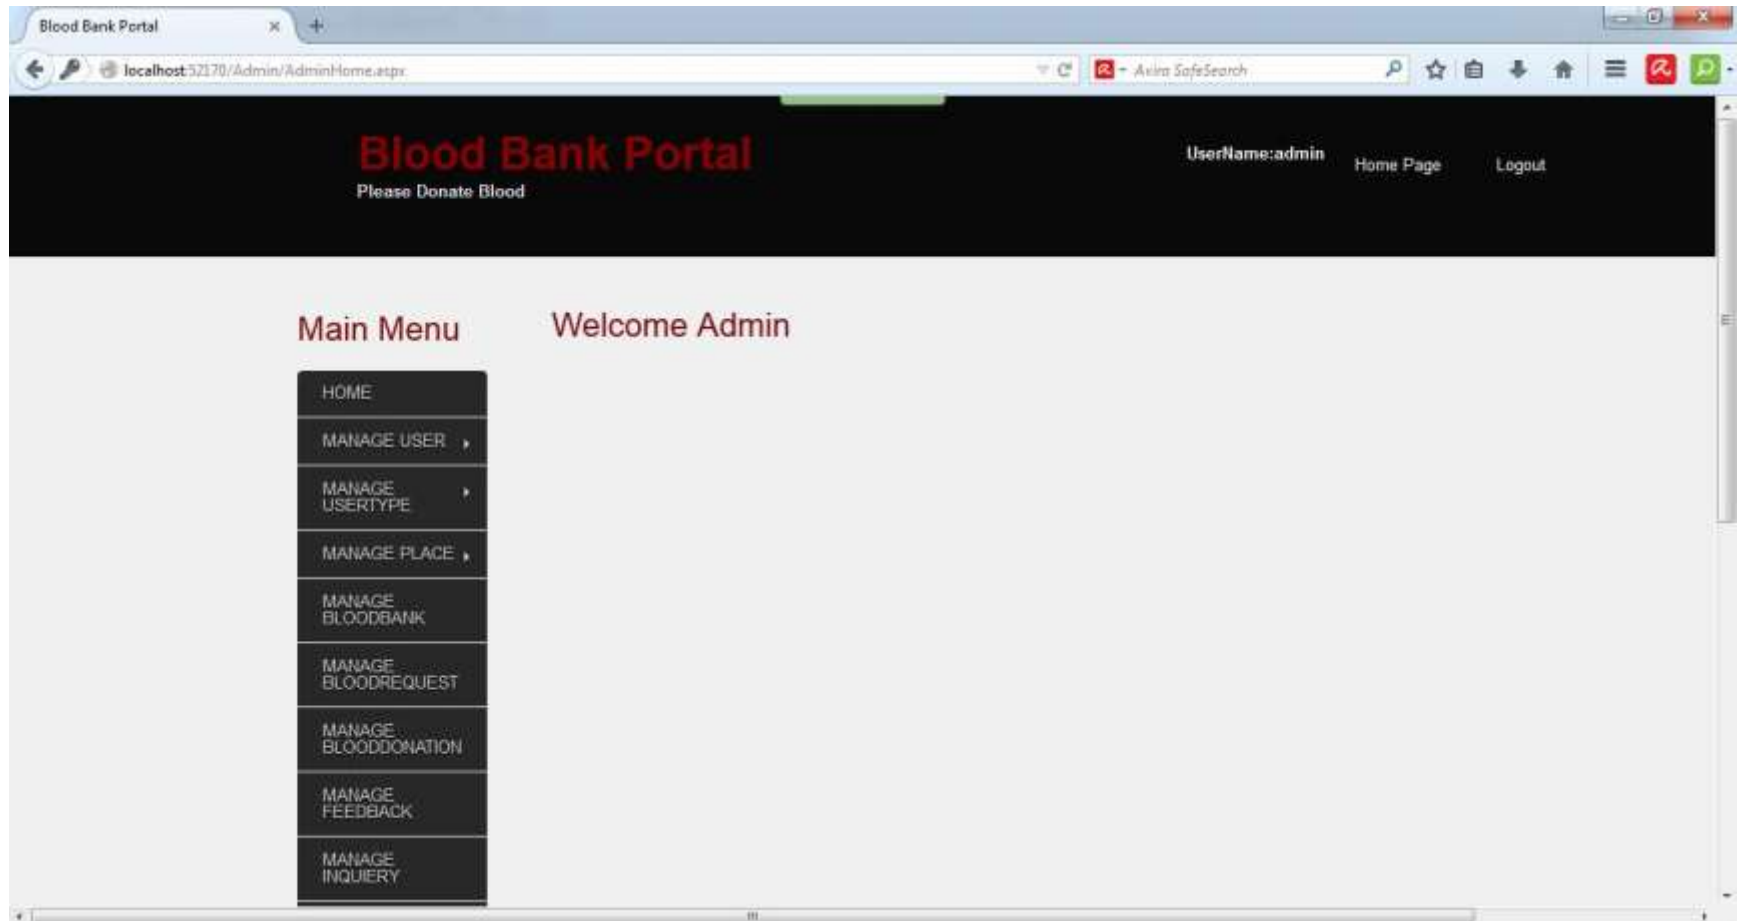 Blood Bank Portal
localhost:52170/Admin/AdminHome.aspx
Avira SafeSearch
Blood Bank Portal
Please Donate Blood
UserName:admin
Home Page
Logout
Main Menu
Welcome Admin
HOME
MANAGE USER
MANAGE
USERTYPE
MANAGE PLACE
MANAGE
BLOODBANK
MANAGE
BLOODREQUEST
MANAGE
BLOODDONATION
MANAGE
FEEDBACK
MANAGE
INQUIERY